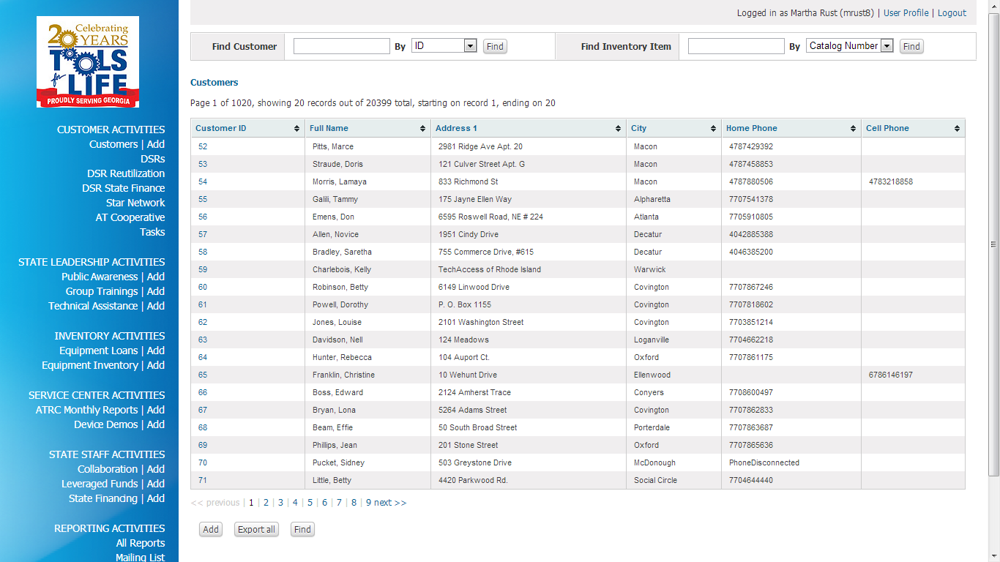 Celebrating
20 YEARS
TOOLS
for LIFE
PROUDLY SERVING GEORGIA
CUSTOMER ACTIVITIES
Customers | Add
DSRs
DSR Reutilization
DSR State Finance
Star Network
AT Cooperative
Tasks
STATE LEADERSHIP ACTIVITIES
Public Awareness | Add
Group Trainings | Add
Technical Assistance | Add
INVENTORY ACTIVITIES
Equipment Loans | Add
Equipment Inventory | Add
SERVICE CENTER ACTIVITIES
ATRC Monthly Reports | Add
Device Demos | Add
STATE STAFF ACTIVITIES
Collaboration | Add
Leveraged Funds | Add
State Financing | Add
REPORTING ACTIVITIES
All Reports
Mailing List
Logged in as Martha Rust (mrust8) | User Profile | Logout
Find Customer By ID Find Find Inventory Item By Catalog Number Find
Customers
Page 1 of 1020, showing 20 records out of 20399 total, starting on record 1, ending on 20
Customer ID Full Name Address 1 City Home Phone Cell Phone
52 Pitts, Marce 2981 Ridge Ave Apt. 20 Macon 4787429392
53 Straude, Doris 121 Culver Street Apt. G Macon 4787458853
54 Morris, Lamaya 833 Richmond St Macon 4787880506 4783218858
55 Galili, Tammy 175 Jayne Ellen Way Alpharetta 7707541378
56 Emens, Don 6595 Roswell Road, NE # 224 Atlanta 7705910805
57 Allen, Novice 1951 Cindy Drive Decatur 4042885388
58 Bradley, Saretha 755 Commerce Drive, #615 Decatur 4046385200
59 Charlebois, Kelly TechAccess of Rhode Island Warwick
60 Robinson, Betty 6149 Linwood Drive Covington 7707867246
61 Powell, Dorothy P. O. Box 1155 Covington 7707818602
62 Jones, Louise 2101 Washington Street Covington 7703851214
63 Davidson, Nell 124 Meadows Loganville 7704662218
64 Hunter, Rebecca 104 Auport Ct. Oxford 7707861175
65 Franklin, Christine 10 Wehunt Drive Ellenwood 6786146197
66 Boss, Edward 2124 Amherst Trace Conyers 7708600497
67 Bryan, Lona 5264 Adams Street Covington 7707862833
68 Beam, Effie 50 South Broad Street Porterdale 7707863687
69 Phillips, Jean 201 Stone Street Oxford 7707865636
70 Pucket, Sidney 503 Greystone Drive McDonough PhoneDisconnected
71 Little, Betty 4420 Parkwood Rd. Social Circle 7704644440
<< previous | 1 | 2 | 3 | 4 | 5 | 6 | 7 | 8 | 9 next >>
Add Export all Find